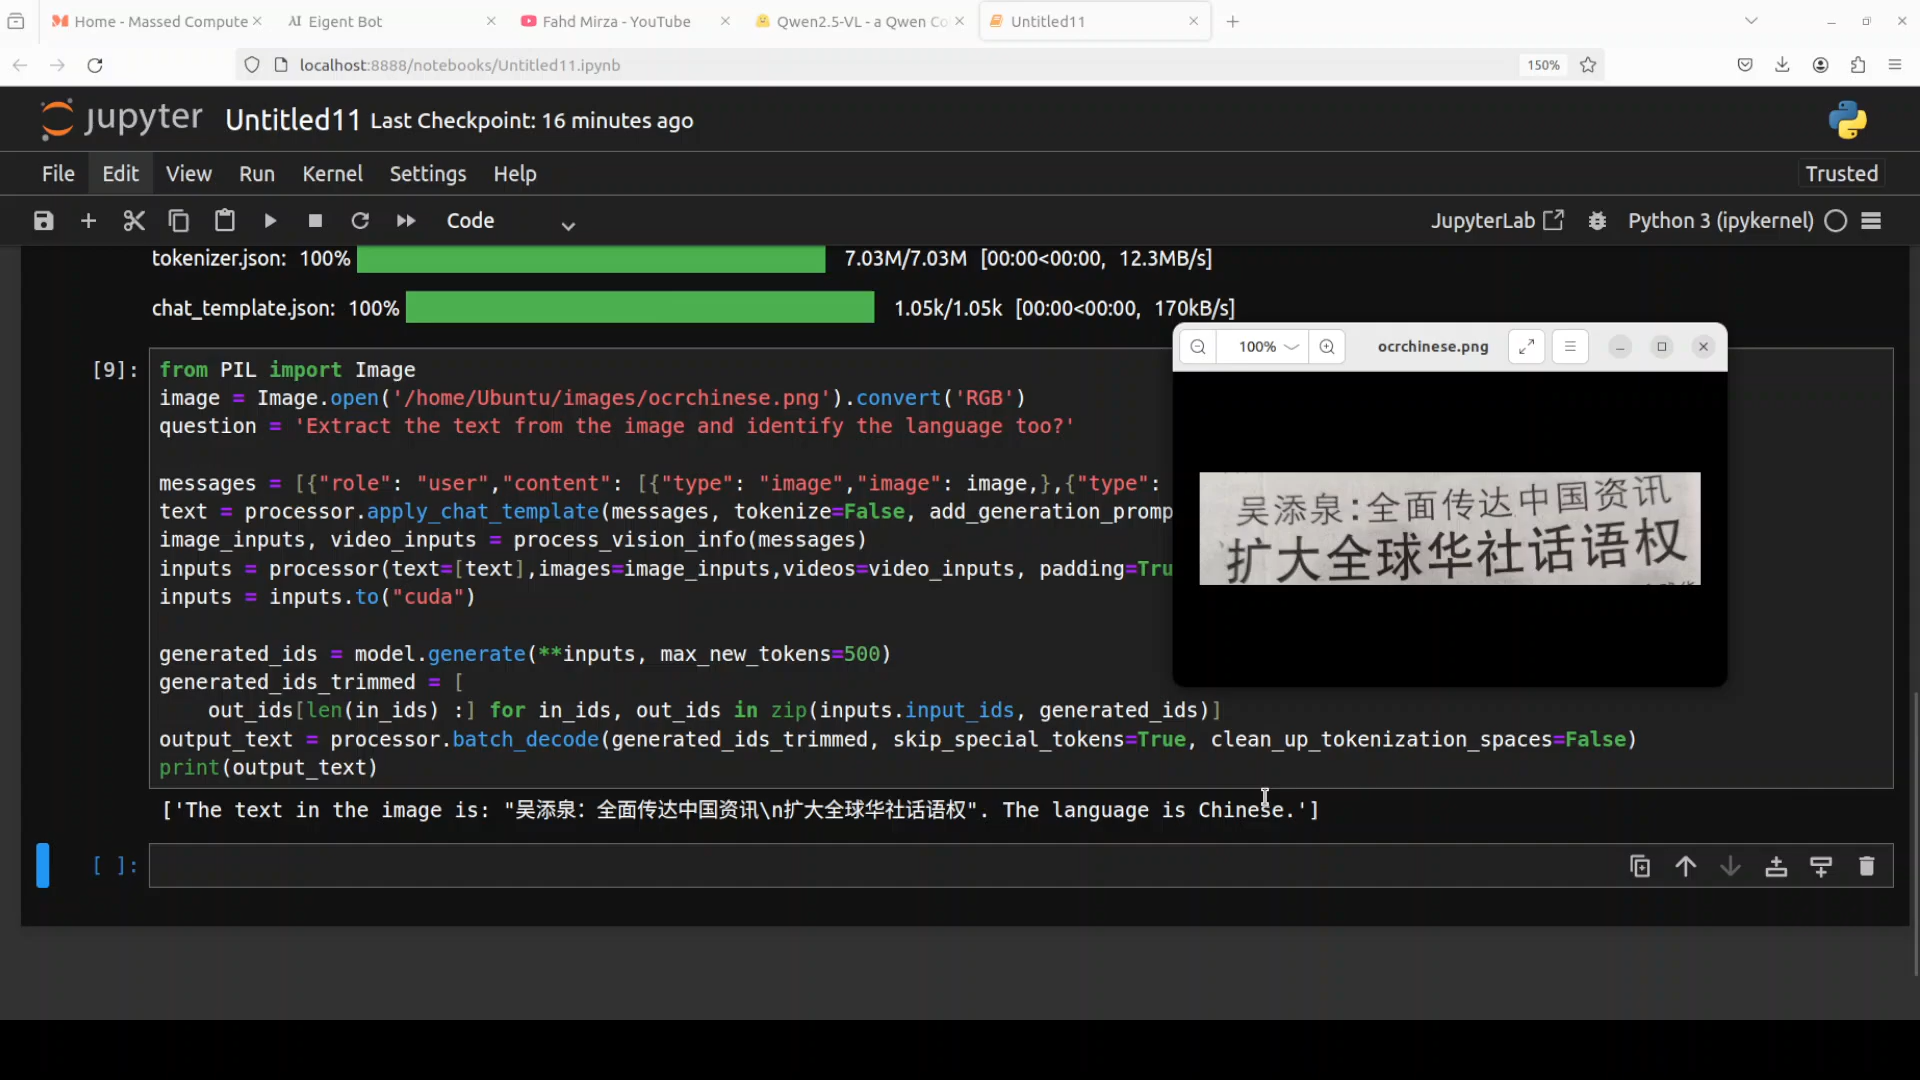 Home - Massed Compute
AI Eigent Bot
Fahd Mirza - YouTube
Qwen2.5-VL - a Qwen Co
Untitled11
localhost:8888/notebooks/Untitled11.ipynb
150%
jupyter Untitled11 Last Checkpoint: 16 minutes ago
File Edit View Run Kernel Settings Help
Trusted
Code
JupyterLab
Python 3 (ipykernel)
tokenizer.json: 100% 7.03M/7.03M [00:00<00:00, 12.3MB/s]
chat_template.json: 100% 1.05k/1.05k [00:00<00:00, 170kB/s]
[9]:
from PIL import Image
image = Image.open('/home/Ubuntu/images/ocrchinese.png').convert('RGB')
question = 'Extract the text from the image and identify the language too?'
messages = [{"role": "user","content": [{"type": "image","image": image,},{"type":
text = processor.apply_chat_template(messages, tokenize=False, add_generation_promp
image_inputs, video_inputs = process_vision_info(messages)
inputs = processor(text=[text],images=image_inputs,videos=video_inputs, padding=Tru
inputs = inputs.to("cuda")
generated_ids = model.generate(**inputs, max_new_tokens=500)
generated_ids_trimmed = [
out_ids[len(in_ids) :] for in_ids, out_ids in zip(inputs.input_ids, generated_ids)]
output_text = processor.batch_decode(generated_ids_trimmed, skip_special_tokens=True, clean_up_tokenization_spaces=False)
print(output_text)
100%
ocrchinese.png
吴添泉:全面传达中国资讯
扩大全球华社话语权
['The text in the image is: "吴添泉: 全面传达中国资讯\n扩大全球华社话语权". The language is Chinese.']
[ ]: